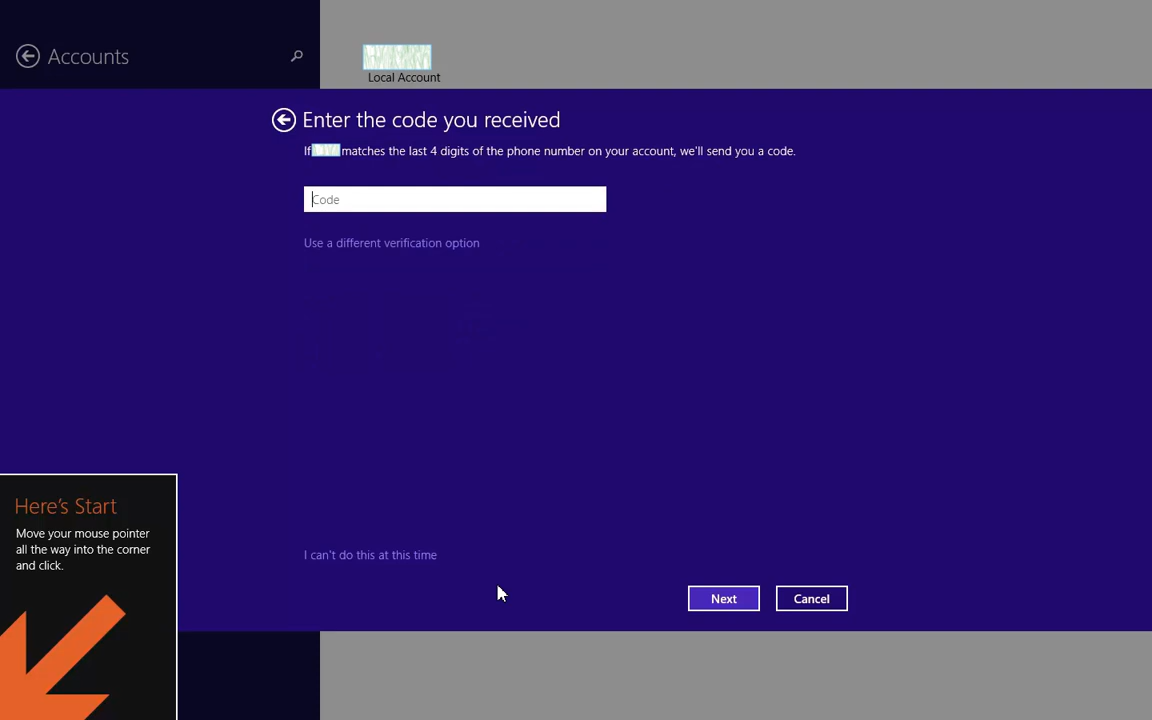 Accounts
Local Account
Enter the code you received
If matches the last 4 digits of the phone number on your account, we'll send you a code.
Code
Use a different verification option
Here's Start
Move your mouse pointer
all the way into the corner
and click.
I can't do this at this time
Next
Cancel